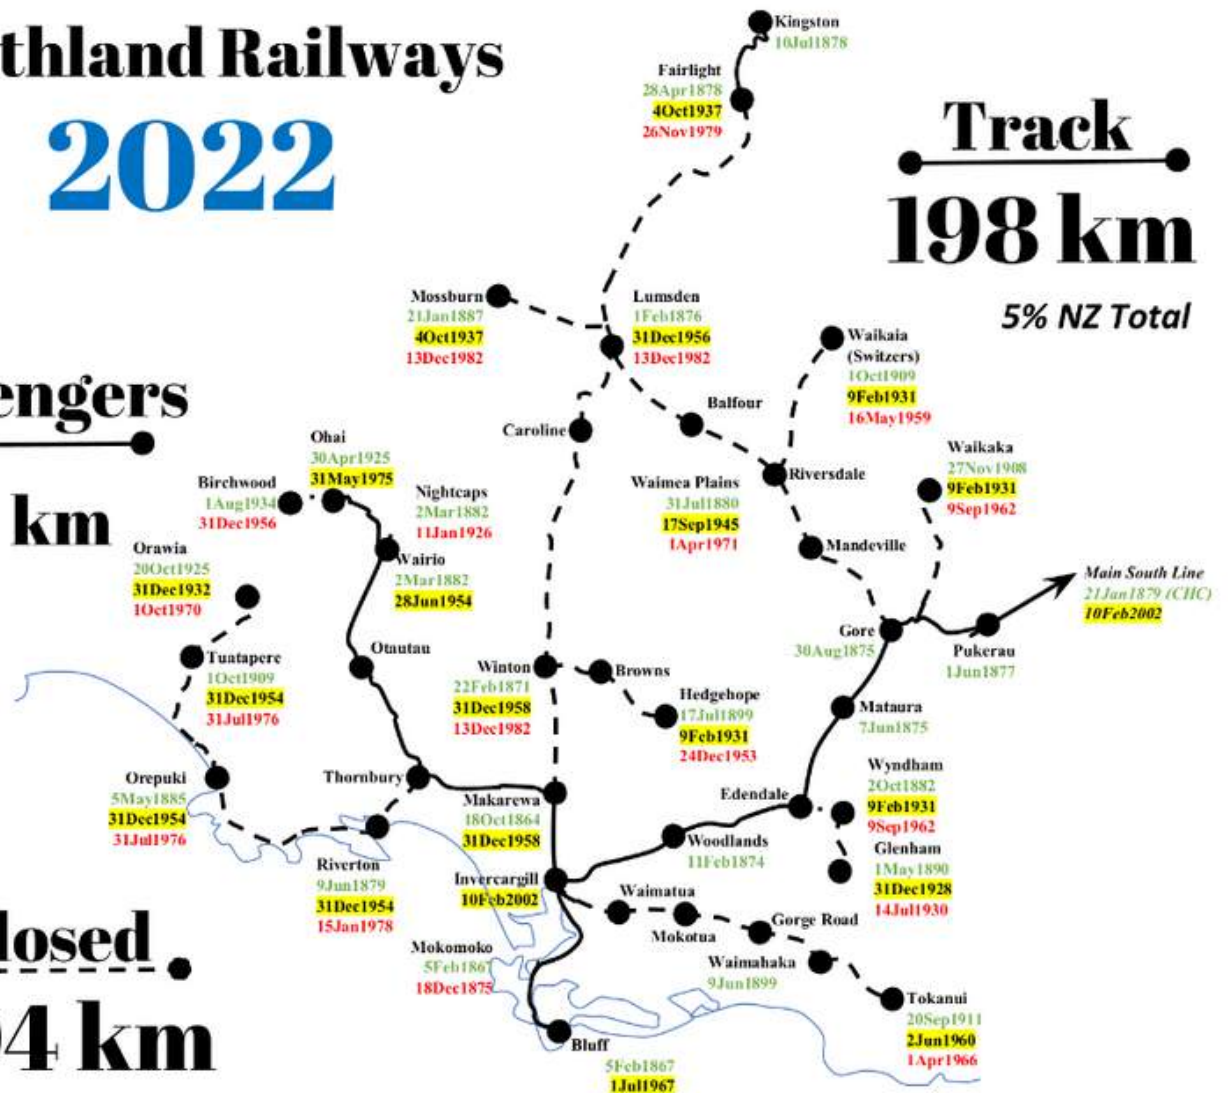 thland Railways
2022
engers
km
losed
04 km
Track
198 km
5% NZ Total
Kingston
10Jul1878
Fairlight
28Apr1878
4Oct1937
26Nov1979
Mossburn
21Jan1887
4Oct1937
13Dec1982
Lumsden
1Feb1876
31Dec1956
13Dec1982
Waikaia
(Switzers)
1Oct1909
9Feb1931
16May1959
Balfour
Caroline
Riversdale
Waimea Plains
31Jul1880
17Sep1945
1Apr1971
Waikaka
27Nov1908
9Feb1931
9Sep1962
Mandeville
Ohai
30Apr1925
31May1975
Birchwood
1Aug1934
31Dec1956
Nightcaps
2Mar1882
11Jan1926
Wairio
2Mar1882
28Jun1954
Orawia
20Oct1925
31Dec1932
1Oct1970
Main South Line
21Jan1879 (CHC)
10Feb2002
Gore
30Aug1875
Pukerau
1Jun1877
Otautau
Tuatapere
1Oct1909
31Dec1954
31Jul1976
Winton
22Feb1871
31Dec1958
13Dec1982
Browns
Hedgehope
17Jul1899
9Feb1931
24Dec1953
Mataura
7Jun1875
Orepuki
5May1885
31Dec1954
31Jul1976
Thornbury
Makarewa
18Oct1864
31Dec1958
Edendale
Wyndham
2Oct1882
9Feb1931
9Sep1962
Glenham
1May1890
31Dec1928
14Jul1930
Woodlands
11Feb1874
Riverton
9Jun1879
31Dec1954
15Jan1978
Invercargill
10Feb2002
Waimatua
Mokotua
Gorge Road
Waimahaka
9Jun1899
Mokomoko
5Feb1867
18Dec1875
Tokanui
20Sep1911
2Jun1960
1Apr1966
Bluff
5Feb1867
1Jul1967